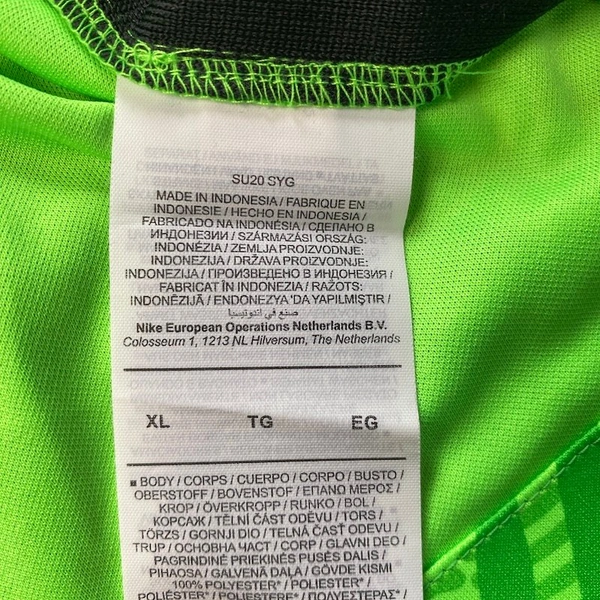 SU20 SYG
MADE IN INDONESIA / FABRIQUE EN
INDONESIE / HECHO EN INDONESIA /
FABRICADO NA INDONÉSIA / СДЕЛАНО В
ИНДОНЕЗИИ / SZÁRMAZÁSI ORSZÁG:
INDONÉZIA / ZEMLJA PROIZVODNJE:
INDONEZIJA / DRŽAVA PROIZVODNJE:
INDONEZIJA / ПРОИЗВЕДЕНО В ИНДОНЕЗИЯ /
FABRICAT ÎN INDONEZIA / RAŽOTS:
INDONĒZIJĀ / ENDONEZYA 'DA YAPILMIŞTIR /
صنع في اندونيسيا
Nike European Operations Netherlands B.V.
Colosseum 1, 1213 NL Hilversum, The Netherlands
XL TG EG
■ BODY / CORPS / CUERPO / CORPO / BUSTO /
OBERSTOFF / BOVENSTOF / ΕΠΑΝΩ ΜΕΡΟΣ /
KROP / ÖVERKROPP / RUNKO / BOL /
KOPCAЖ / TĚLNÍ ČÁST ODĚVU / TORS /
TÖRZS / GORNJI DIO / TELNÁ ČASŤ ODEVU /
TRUP / ОСНОВНА ЧАСТ / CORP / GLAVNI DEO /
PAGRINDINĖ PRIEKINĖS PUSĖS DALIS /
PIHAOSA / GALVENĀ DAĻA / GÖVDE KISMI
100% POLYESTER* / POLIESTER* /
POLIÉSTER* / POLYESTER* / ΠΟΛΥΕΣΤΕΡΑΣ* /